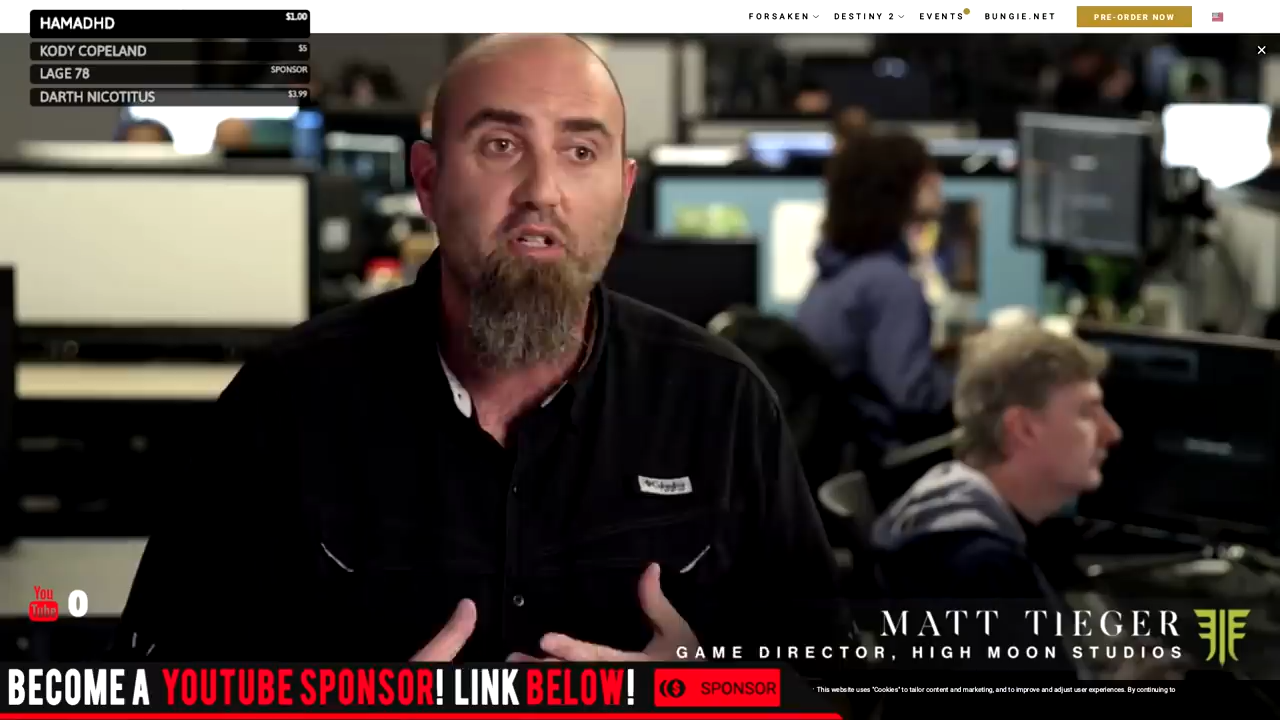 HAMADHD $1.00
KODY COPELAND $5
LAGE 78 SPONSOR
DARTH NICOTITUS $3.99
FORSAKEN DESTINY 2 EVENTS BUNGIE.NET PRE-ORDER NOW
Columbia
You
Tube 0
MATT TIEGER
GAME DIRECTOR, HIGH MOON STUDIOS
BECOME A YOUTUBE SPONSOR! LINK BELOW! SPONSOR
This website uses "Cookies" to tailor content and marketing, and to improve and adjust user experiences. By continuing to